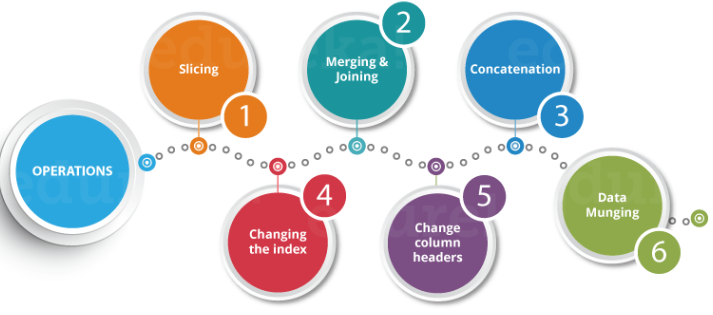 OPERATIONS
Slicing
1
Merging &
Joining
2
Concatenation
3
Changing
the index
4
Change
column
headers
5
Data
Munging
6